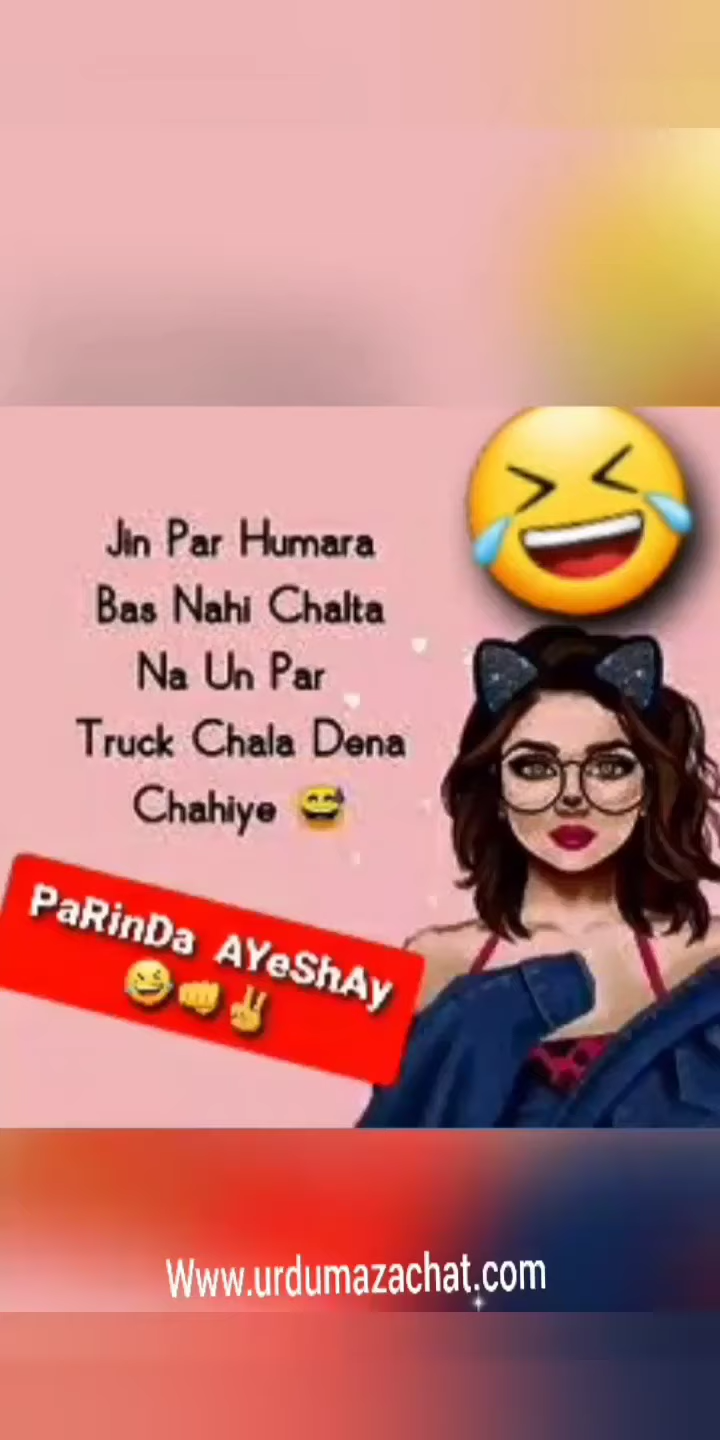 Jin Par Humara
Bas Nahi Chalta
Na Un Par
Truck Chala Dena
Chahiye 😅
PaRinDa AYeShAy
🤣👊✌
Www.urdumazachat.com